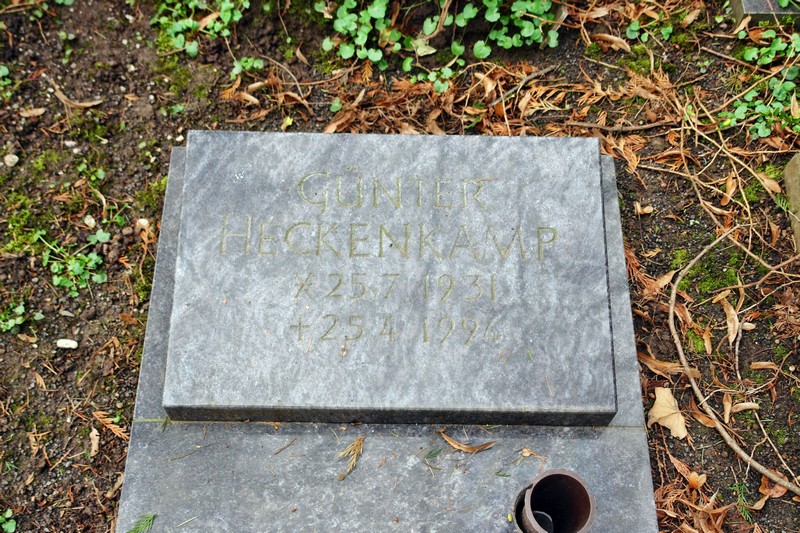 GÜNTER
HECKENKAMP
* 25.7.1931
+ 25.4.1996